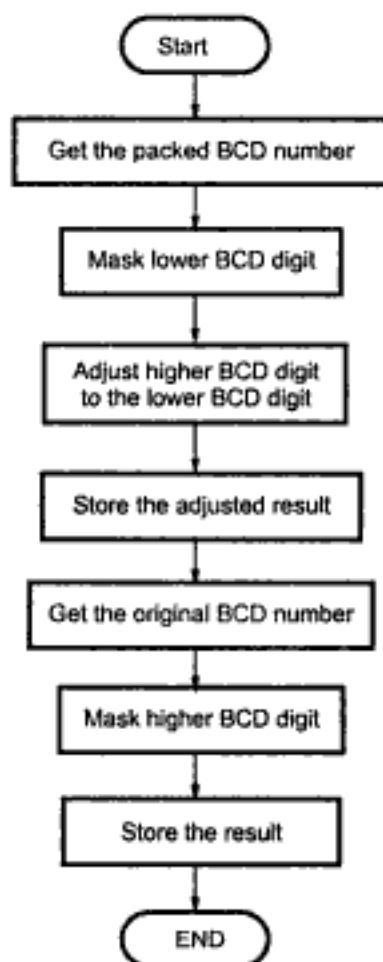 Start
Get the packed BCD number
Mask lower BCD digit
Adjust higher BCD digit
to the lower BCD digit
Store the adjusted result
Get the original BCD number
Mask higher BCD digit
Store the result
END